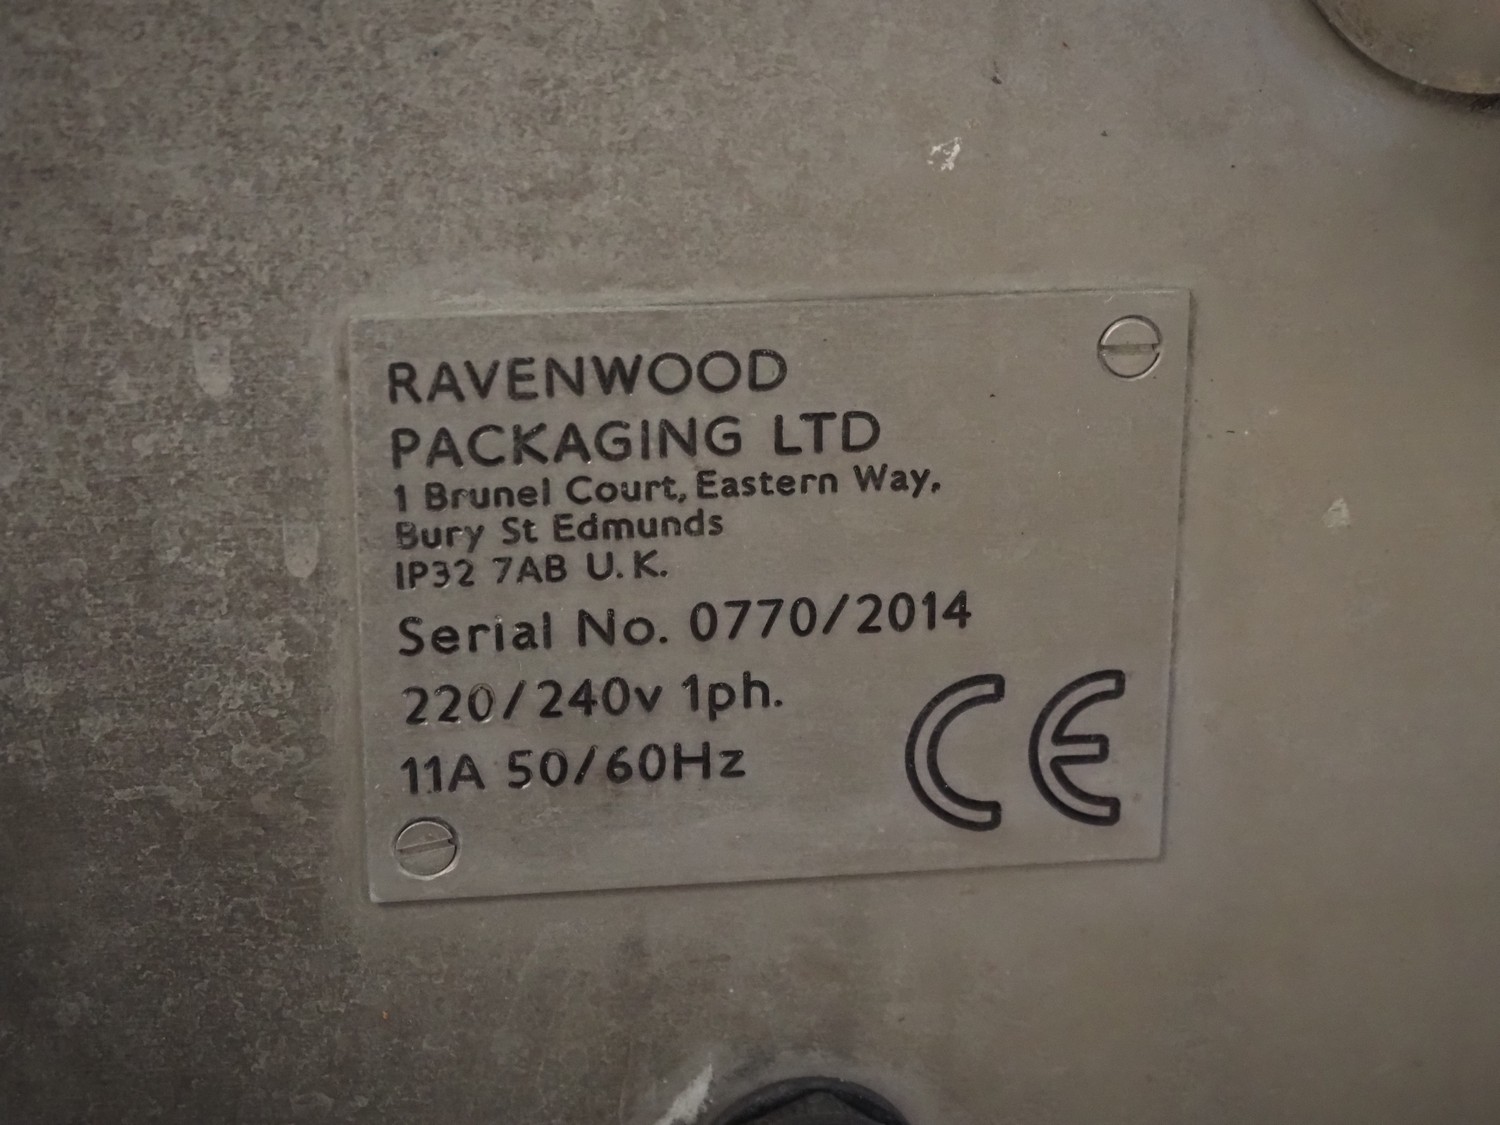 RAVENWOOD
PACKAGING LTD
1 Brunel Court, Eastern Way,
Bury St Edmunds
IP32 7AB U.K.
Serial No. 0770/2014
220/240v 1ph.
11A 50/60Hz
CE